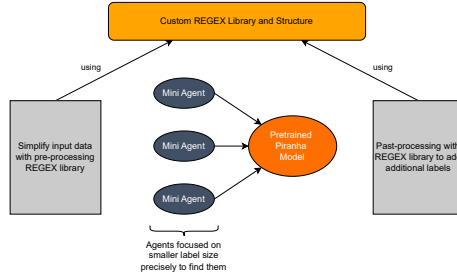 Custom REGEX Library and Structure
using
using
Mini Agent
Simplify input data
with pre-processing
REGEX library
Mini Agent
Pretrained
Piranha
Model
Past-processing with
REGEX library to add
additional labels
Mini Agent
Agents focused on
smaller label size
precisely to find them